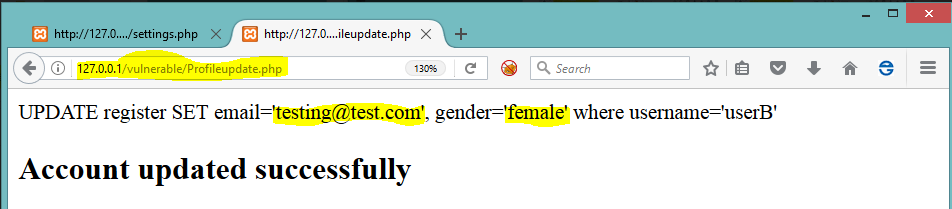 http://127.0..../settings.php
http://127.0....ileupdate.php
127.0.0.1/vulnerable/Profileupdate.php
130%
Search
UPDATE register SET email='testing@test.com', gender='female' where username='userB'
Account updated successfully